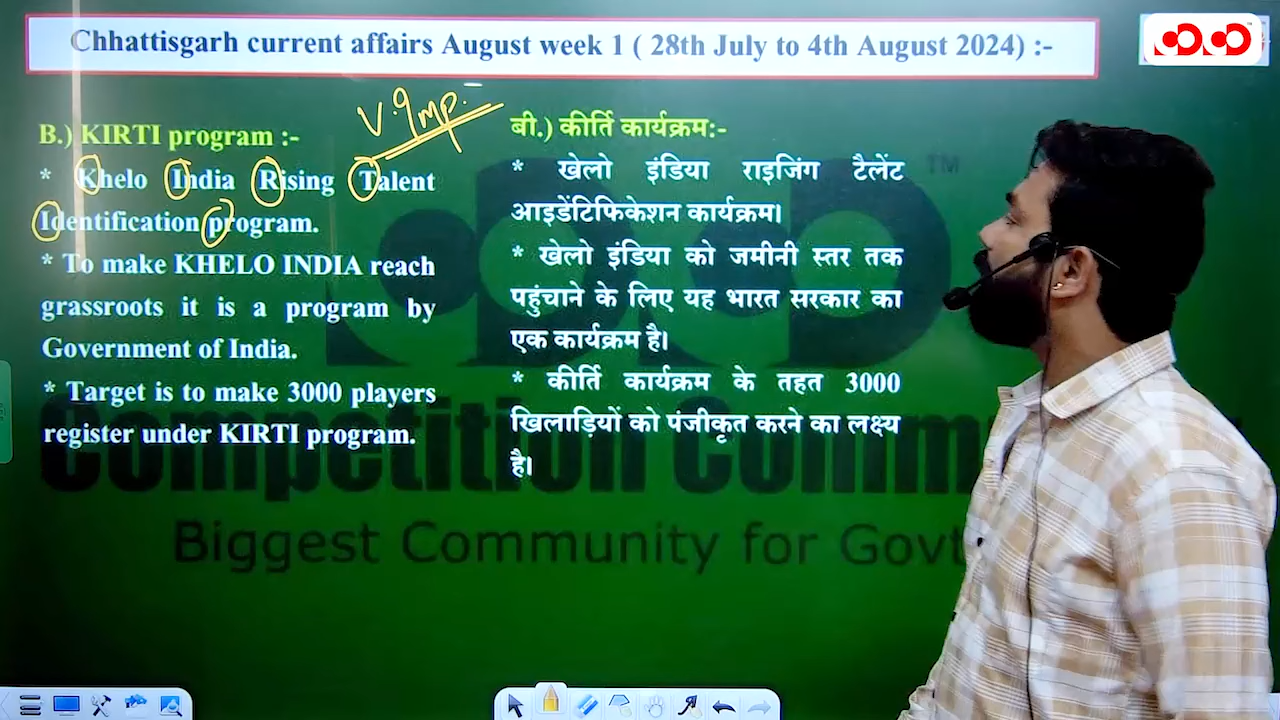 Chhattisgarh current affairs August week 1 ( 28th July to 4th August 2024) :-
V. Imp.
B.) KIRTI program :-
* Khelo India Rising Talent
Identification program.
* To make KHELO INDIA reach
grassroots it is a program by
Government of India.
* Target is to make 3000 players
register under KIRTI program.
बी.) कीर्ति कार्यक्रम:-
* खेलो इंडिया राइजिंग टैलेंट
आइडेंटिफिकेशन कार्यक्रम।
* खेलो इंडिया को जमीनी स्तर तक
पहुंचाने के लिए यह भारत सरकार का
एक कार्यक्रम है।
* कीर्ति कार्यक्रम के तहत 3000
खिलाड़ियों को पंजीकृत करने का लक्ष्य
है।
TM
Competition Comm
Biggest Community for Govt